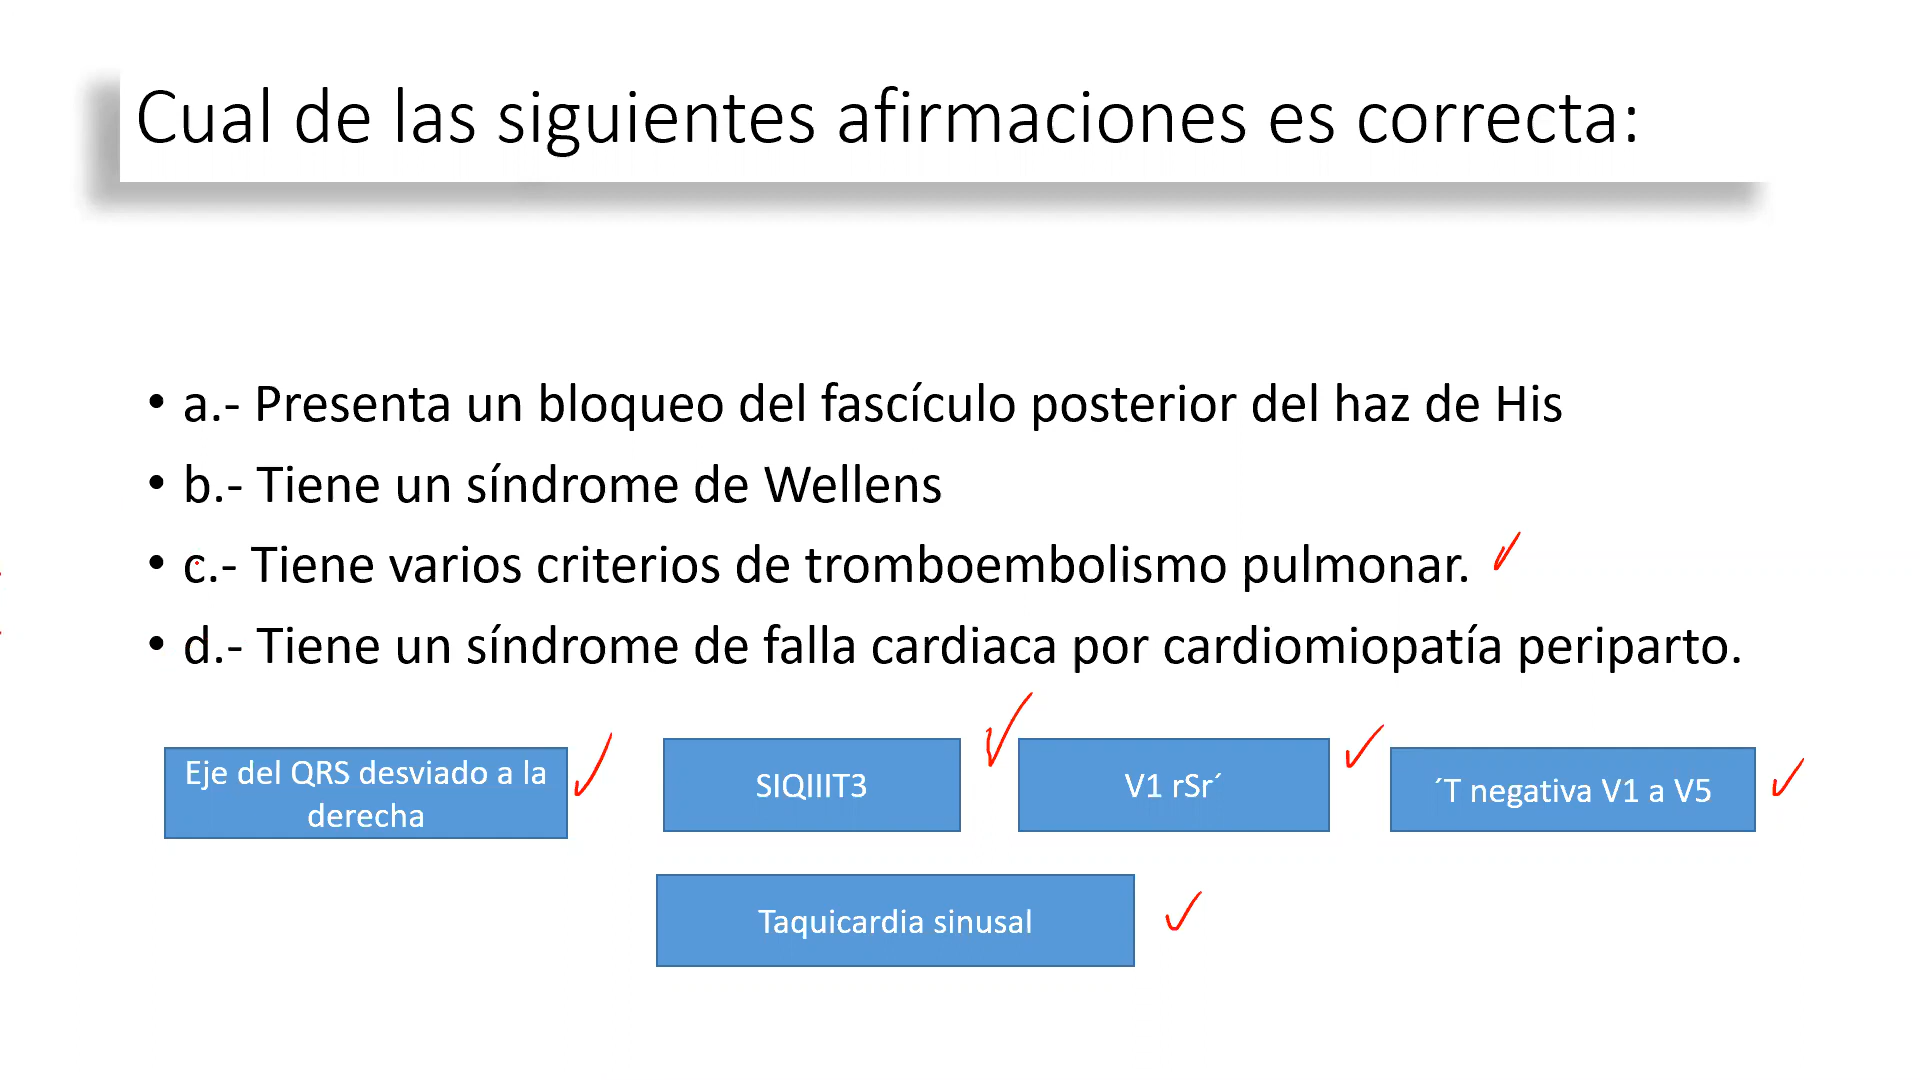 Cual de las siguientes afirmaciones es correcta:
• a.- Presenta un bloqueo del fascículo posterior del haz de His
• b.- Tiene un síndrome de Wellens
• c.- Tiene varios criterios de tromboembolismo pulmonar.
• d.- Tiene un síndrome de falla cardiaca por cardiomiopatía periparto.
Eje del QRS desviado a la
derecha
SIQIIIT3
V1 rSr´
´T negativa V1 a V5
Taquicardia sinusal